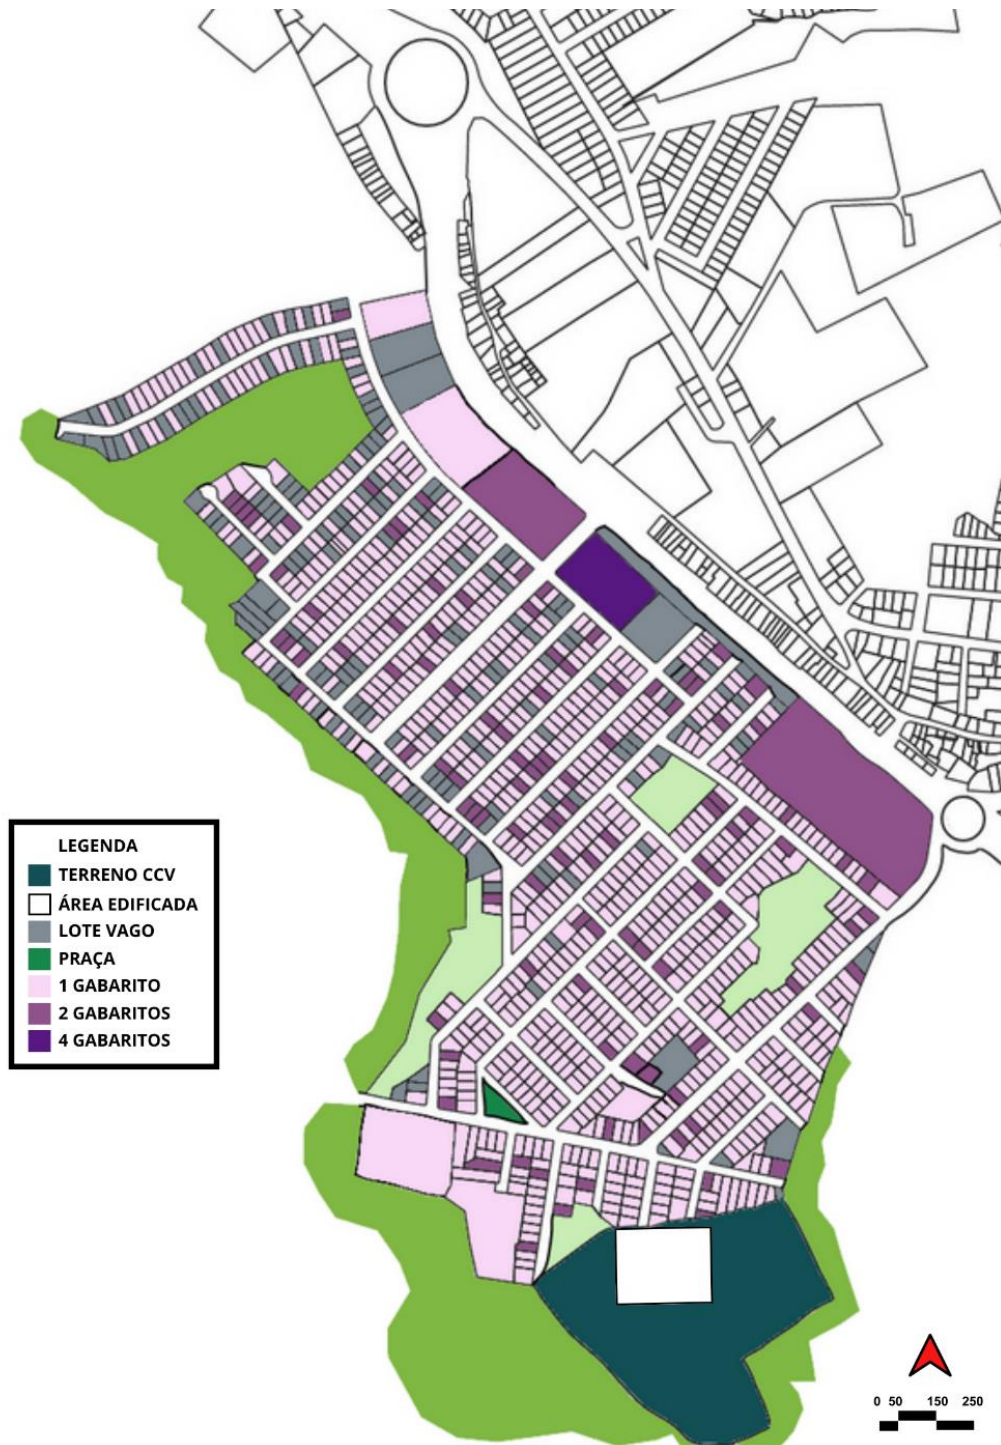 LEGENDA
TERRENO CCV
ÁREA EDIFICADA
LOTE VAGO
PRAÇA
1 GABARITO
2 GABARITOS
4 GABARITOS
0 50 150 250